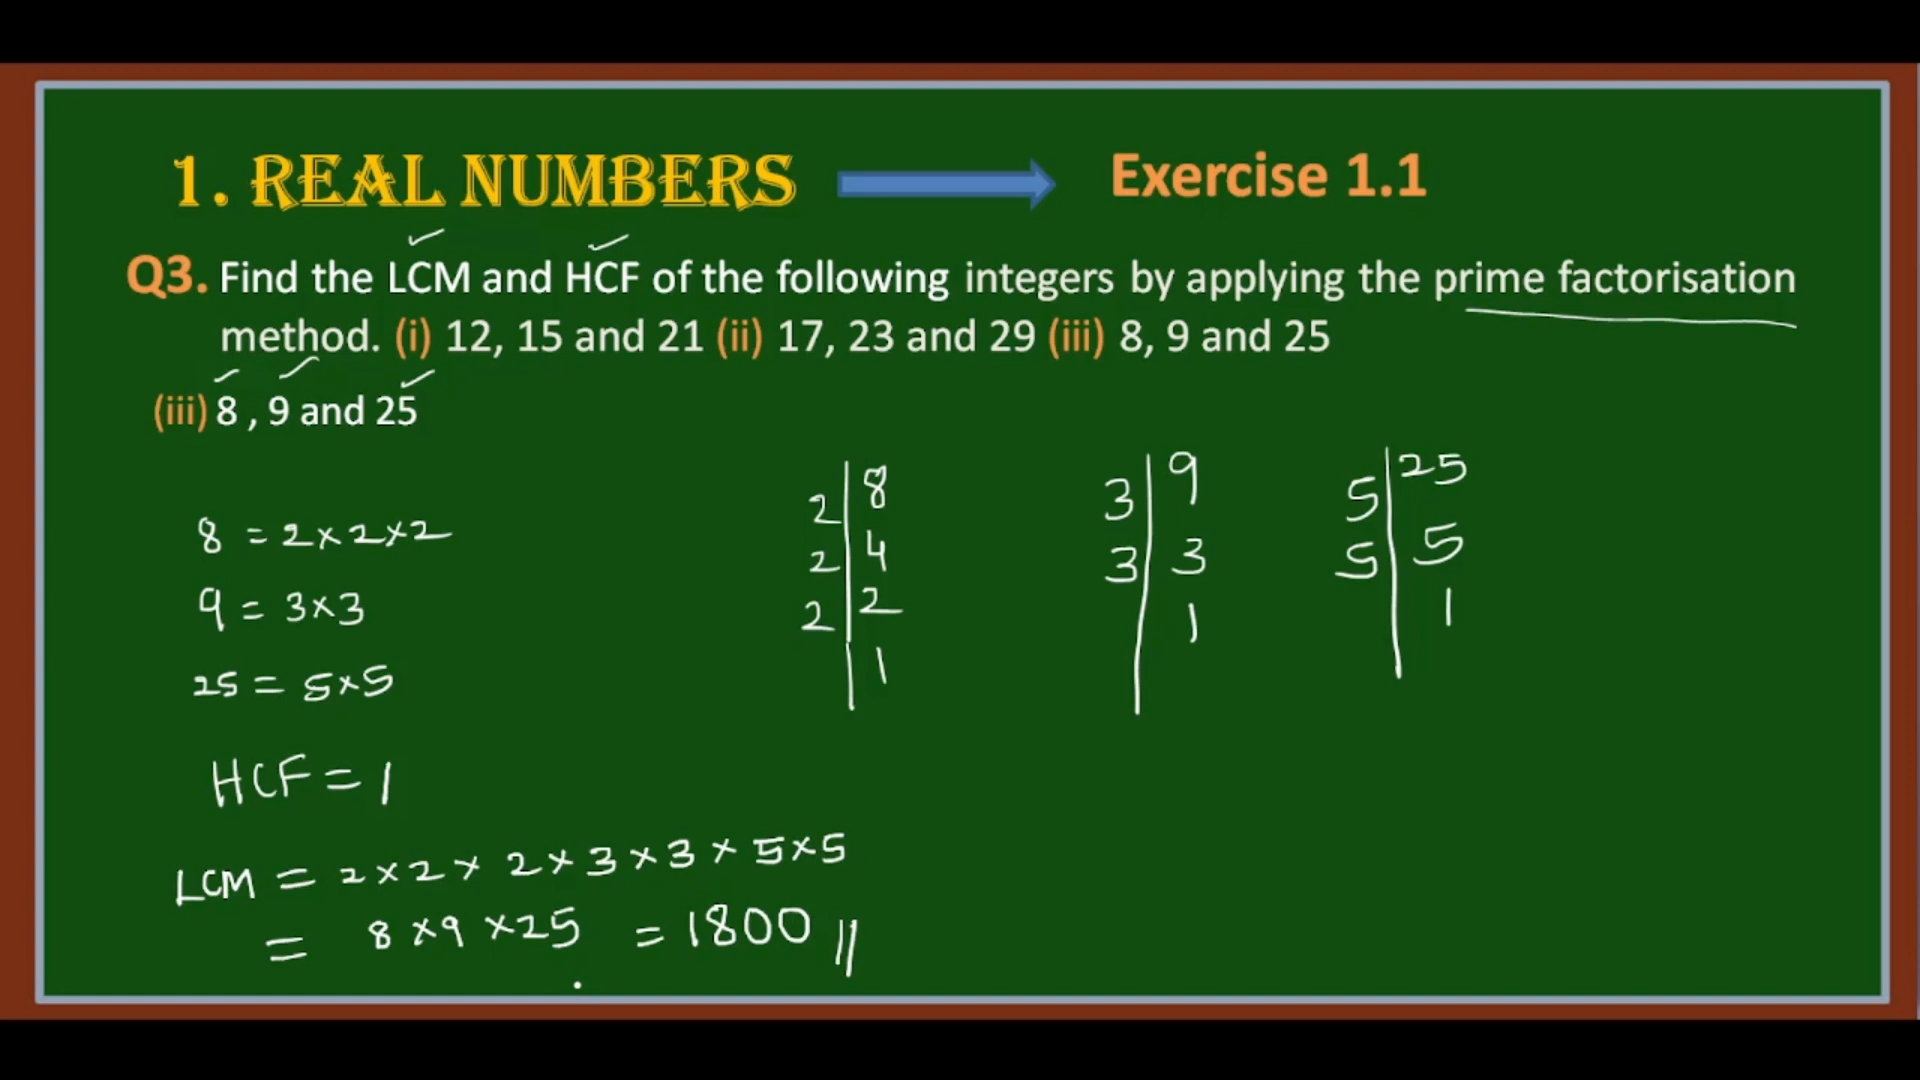 1. REAL NUMBERS Exercise 1.1
Q3. Find the LCM and HCF of the following integers by applying the prime factorisation
method. (i) 12, 15 and 21 (ii) 17, 23 and 29 (iii) 8, 9 and 25
(iii) 8 , 9 and 25
8 = 2×2×2
9 = 3×3
25 = 5×5
HCF = 1
LCM = 2×2× 2×3×3×5×5
= 8×9×25 = 1800 //
2 | 8
2 | 4
2 | 2
| 1
3 | 9
3 | 3
| 1
5 | 25
5 | 5
| 1